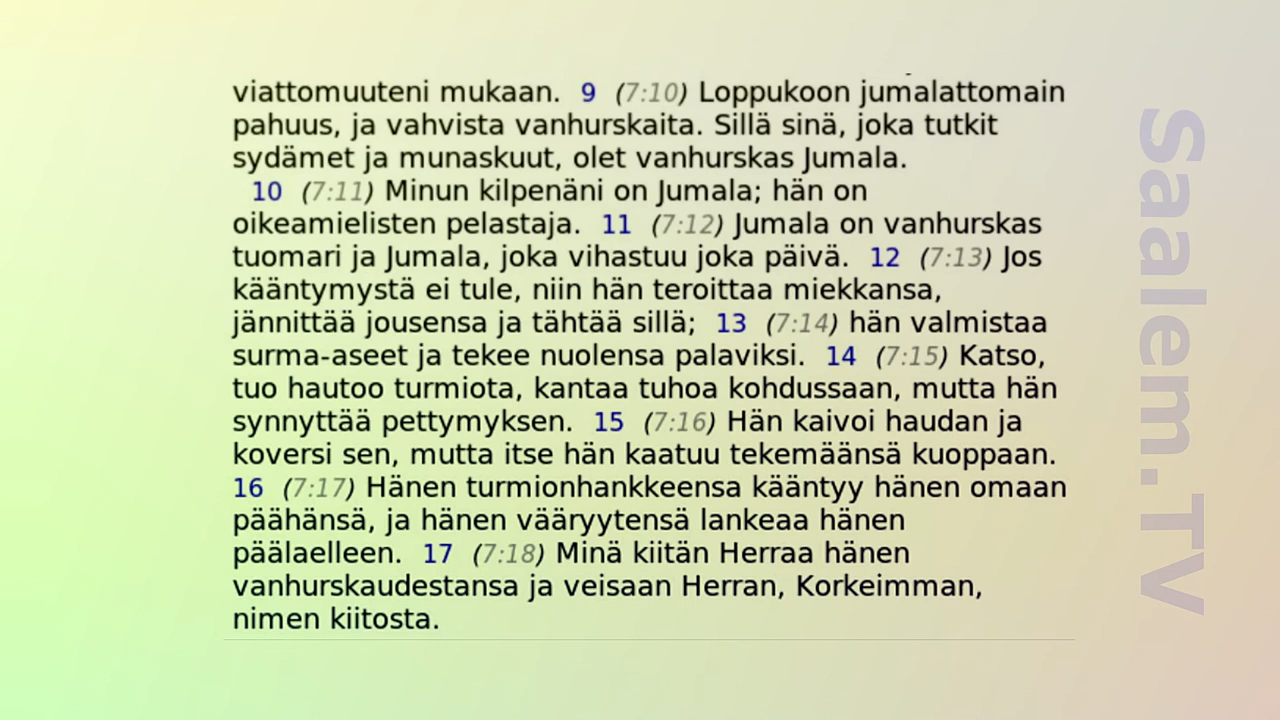 viattomuuteni mukaan. 9 (7:10) Loppukoon jumalattomain
pahuus, ja vahvista vanhurskaita. Sillä sinä, joka tutkit
sydämet ja munaskuut, olet vanhurskas Jumala.
10 (7:11) Minun kilpenäni on Jumala; hän on
oikeamielisten pelastaja. 11 (7:12) Jumala on vanhurskas
tuomari ja Jumala, joka vihastuu joka päivä. 12 (7:13) Jos
kääntymystä ei tule, niin hän teroittaa miekkansa,
jännittää jousensa ja tähtää sillä; 13 (7:14) hän valmistaa
surma-aseet ja tekee nuolensa palaviksi. 14 (7:15) Katso,
tuo hautoo turmiota, kantaa tuhoa kohdussaan, mutta hän
synnyttää pettymyksen. 15 (7:16) Hän kaivoi haudan ja
koversi sen, mutta itse hän kaatuu tekemäänsä kuoppaan.
16 (7:17) Hänen turmionhankkeensa kääntyy hänen omaan
päähänsä, ja hänen vääryytensä lankeaa hänen
päälaelleen. 17 (7:18) Minä kiitän Herraa hänen
vanhurskaudestansa ja veisaan Herran, Korkeimman,
nimen kiitosta.
Saalem.TV